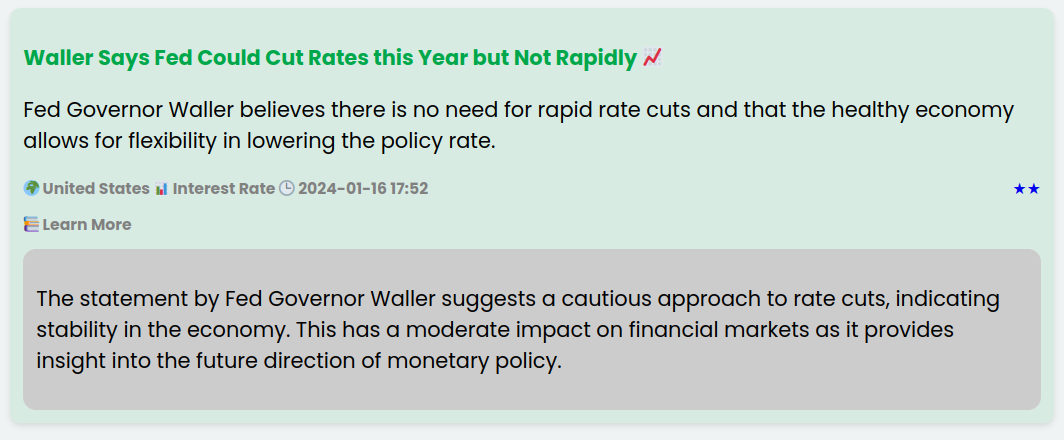 Waller Says Fed Could Cut Rates this Year but Not Rapidly 📈
Fed Governor Waller believes there is no need for rapid rate cuts and that the healthy economy
allows for flexibility in lowering the policy rate.
🌍 United States 📊 Interest Rate 🕒 2024-01-16 17:52 ★★
📚 Learn More
The statement by Fed Governor Waller suggests a cautious approach to rate cuts, indicating
stability in the economy. This has a moderate impact on financial markets as it provides
insight into the future direction of monetary policy.